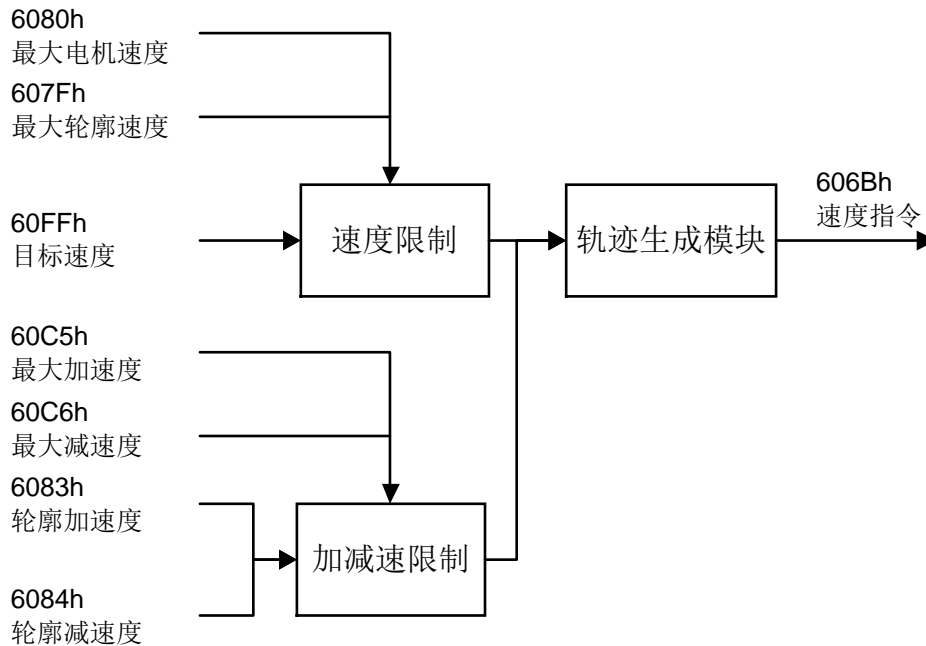 6080h
最大电机速度
607Fh
最大轮廓速度
60FFh
目标速度
速度限制
轨迹生成模块
606Bh
速度指令
60C5h
最大加速度
60C6h
最大减速度
6083h
轮廓加速度
加减速限制
6084h
轮廓减速度